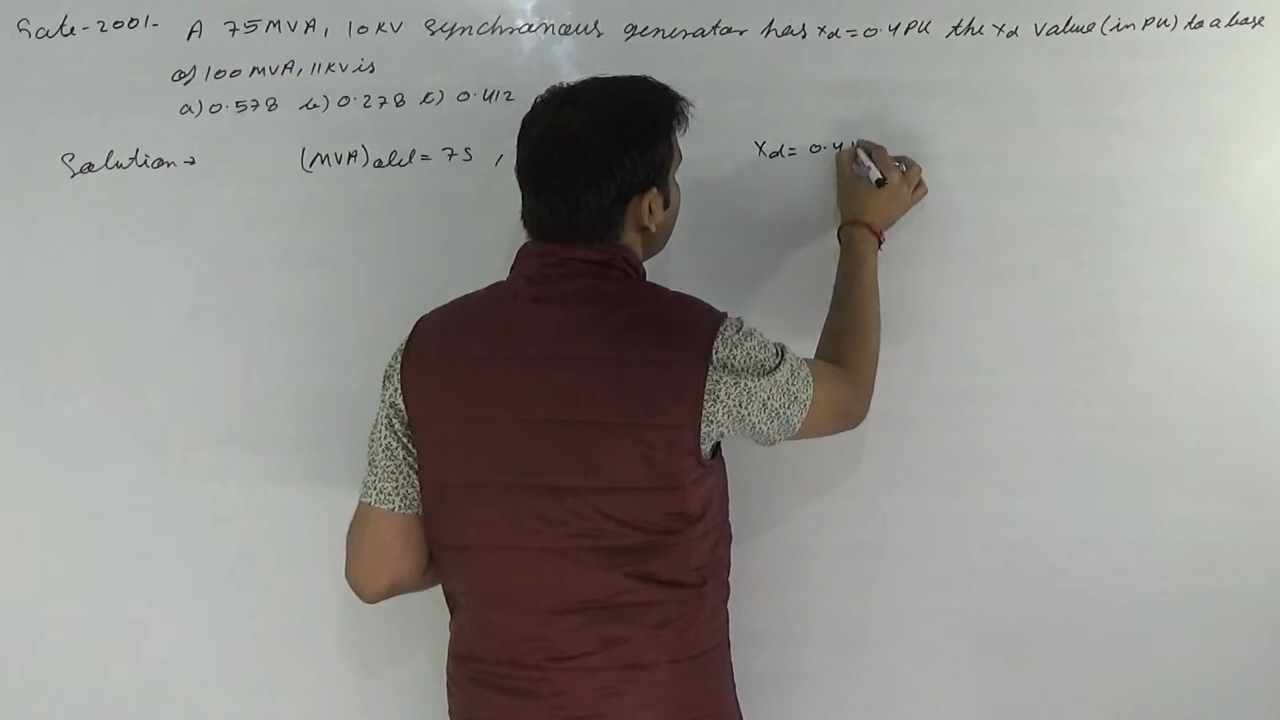 Gate-2001- A 75MVA, 10KV synchronous generator has Xd=0.4PU the Xd value (in PU) to a base
of 100MVA, 11KV is
a) 0.578 b) 0.278 c) 0.412
Solution→ (MVA)old = 75 , Xd= 0.4